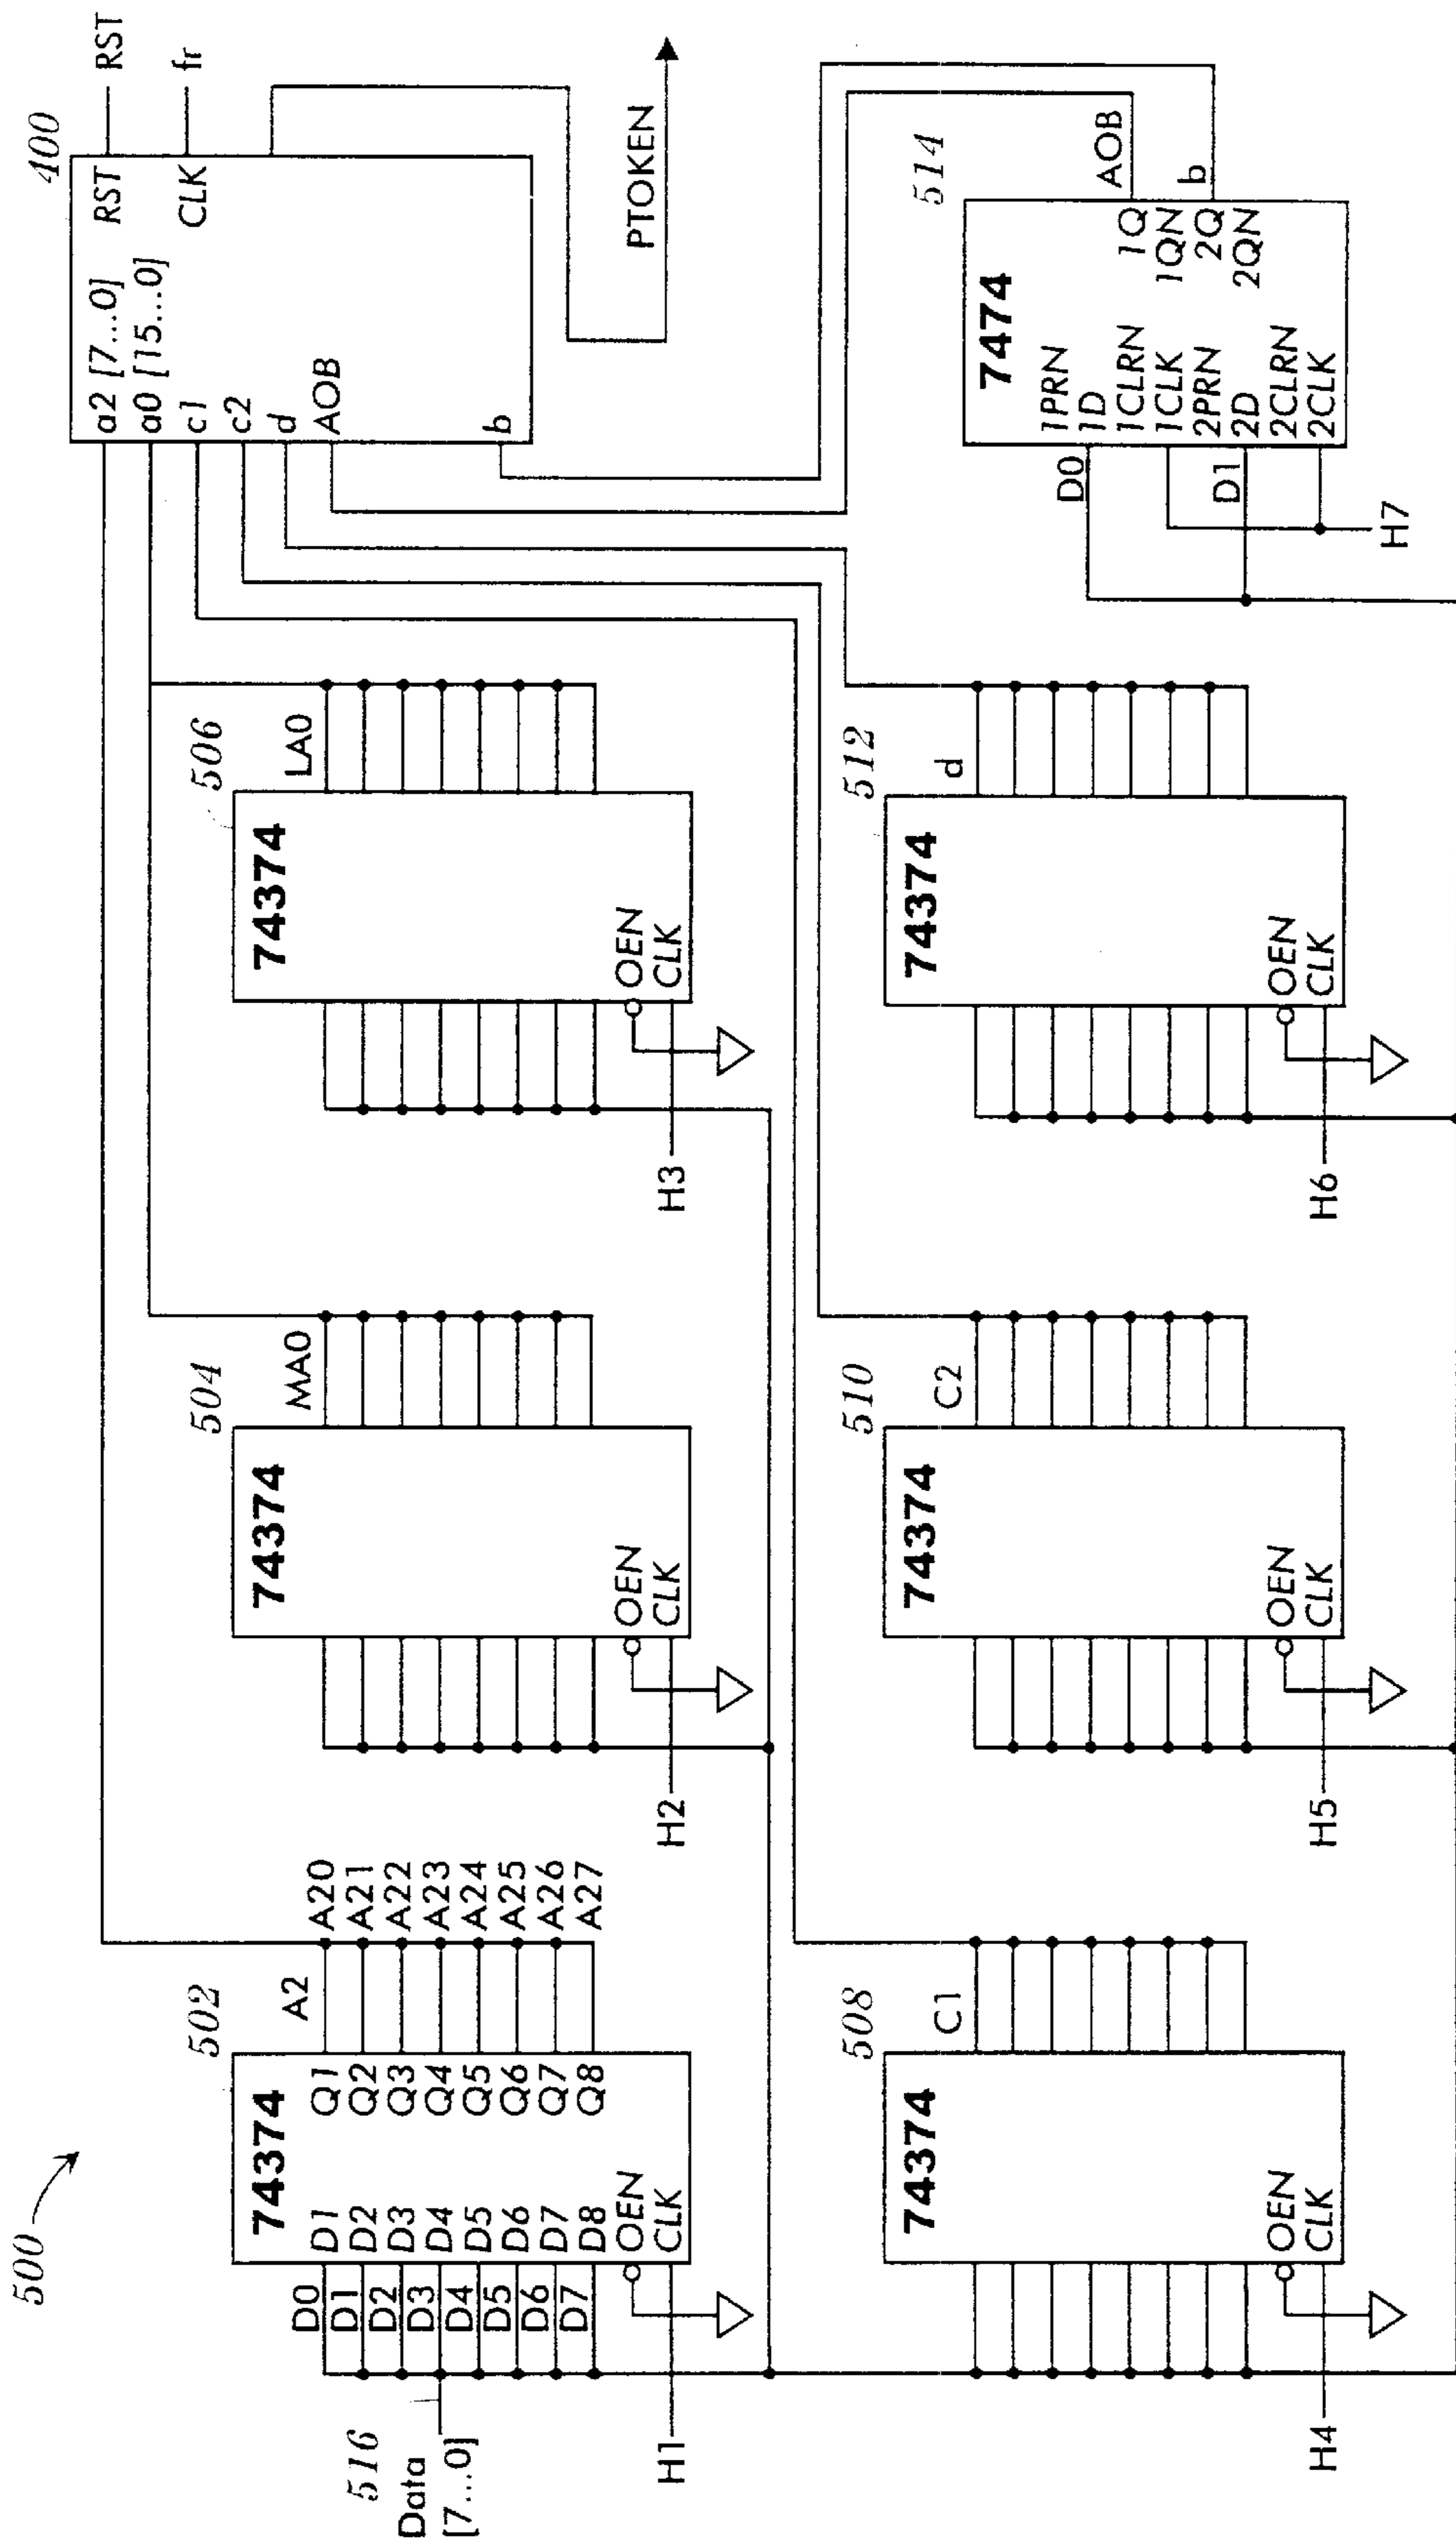 500
516
Data
[7...0]
502
74374
D0
D1
D2
D3
D4
D5
D6
D7
D1
D2
D3
D4
D5
D6
D7
D8
OEN
CLK
Q1
Q2
Q3
Q4
Q5
Q6
Q7
Q8
A2
A20
A21
A22
A23
A24
A25
A26
A27
H1
504
74374
OEN
CLK
MA0
H2
506
74374
OEN
CLK
LA0
H3
400
a2 [7...0]
a0 [15...0]
c1
c2
d
AOB
b
RST
CLK
RST
fr
PTOKEN
508
74374
OEN
CLK
C1
H4
510
74374
OEN
CLK
C2
H5
512
74374
OEN
CLK
d
H6
514
7474
D0
D1
1PRN
1D
1CLRN
1CLK
2PRN
2D
2CLRN
2CLK
1Q
1QN
2Q
2QN
AOB
b
H7